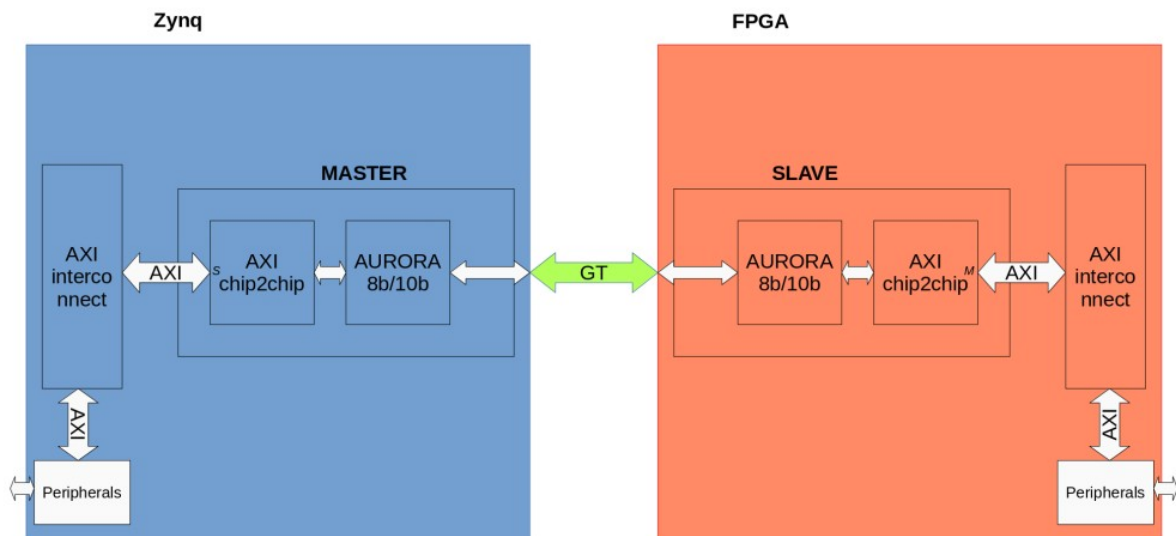 Zynq
FPGA
MASTER
SLAVE
AXI
interco
nnect
AXI
S
AXI
chip2chip
AURORA
8b/10b
GT
AURORA
8b/10b
AXI
chip2chip
M
AXI
AXI
interco
nnect
AXI
AXI
Peripherals
Peripherals